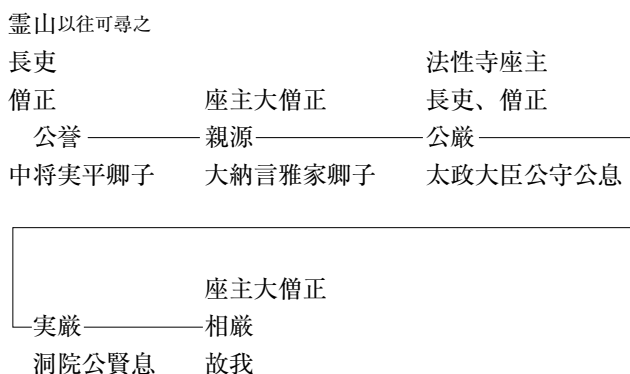 霊山以往可尋之
長吏 法性寺座主
僧正 座主大僧正 長吏、僧正
公誉 親源 公厳
中将実平卿子 大納言雅家卿子 太政大臣公守公息
座主大僧正
実厳 相厳
洞院公賢息 故我